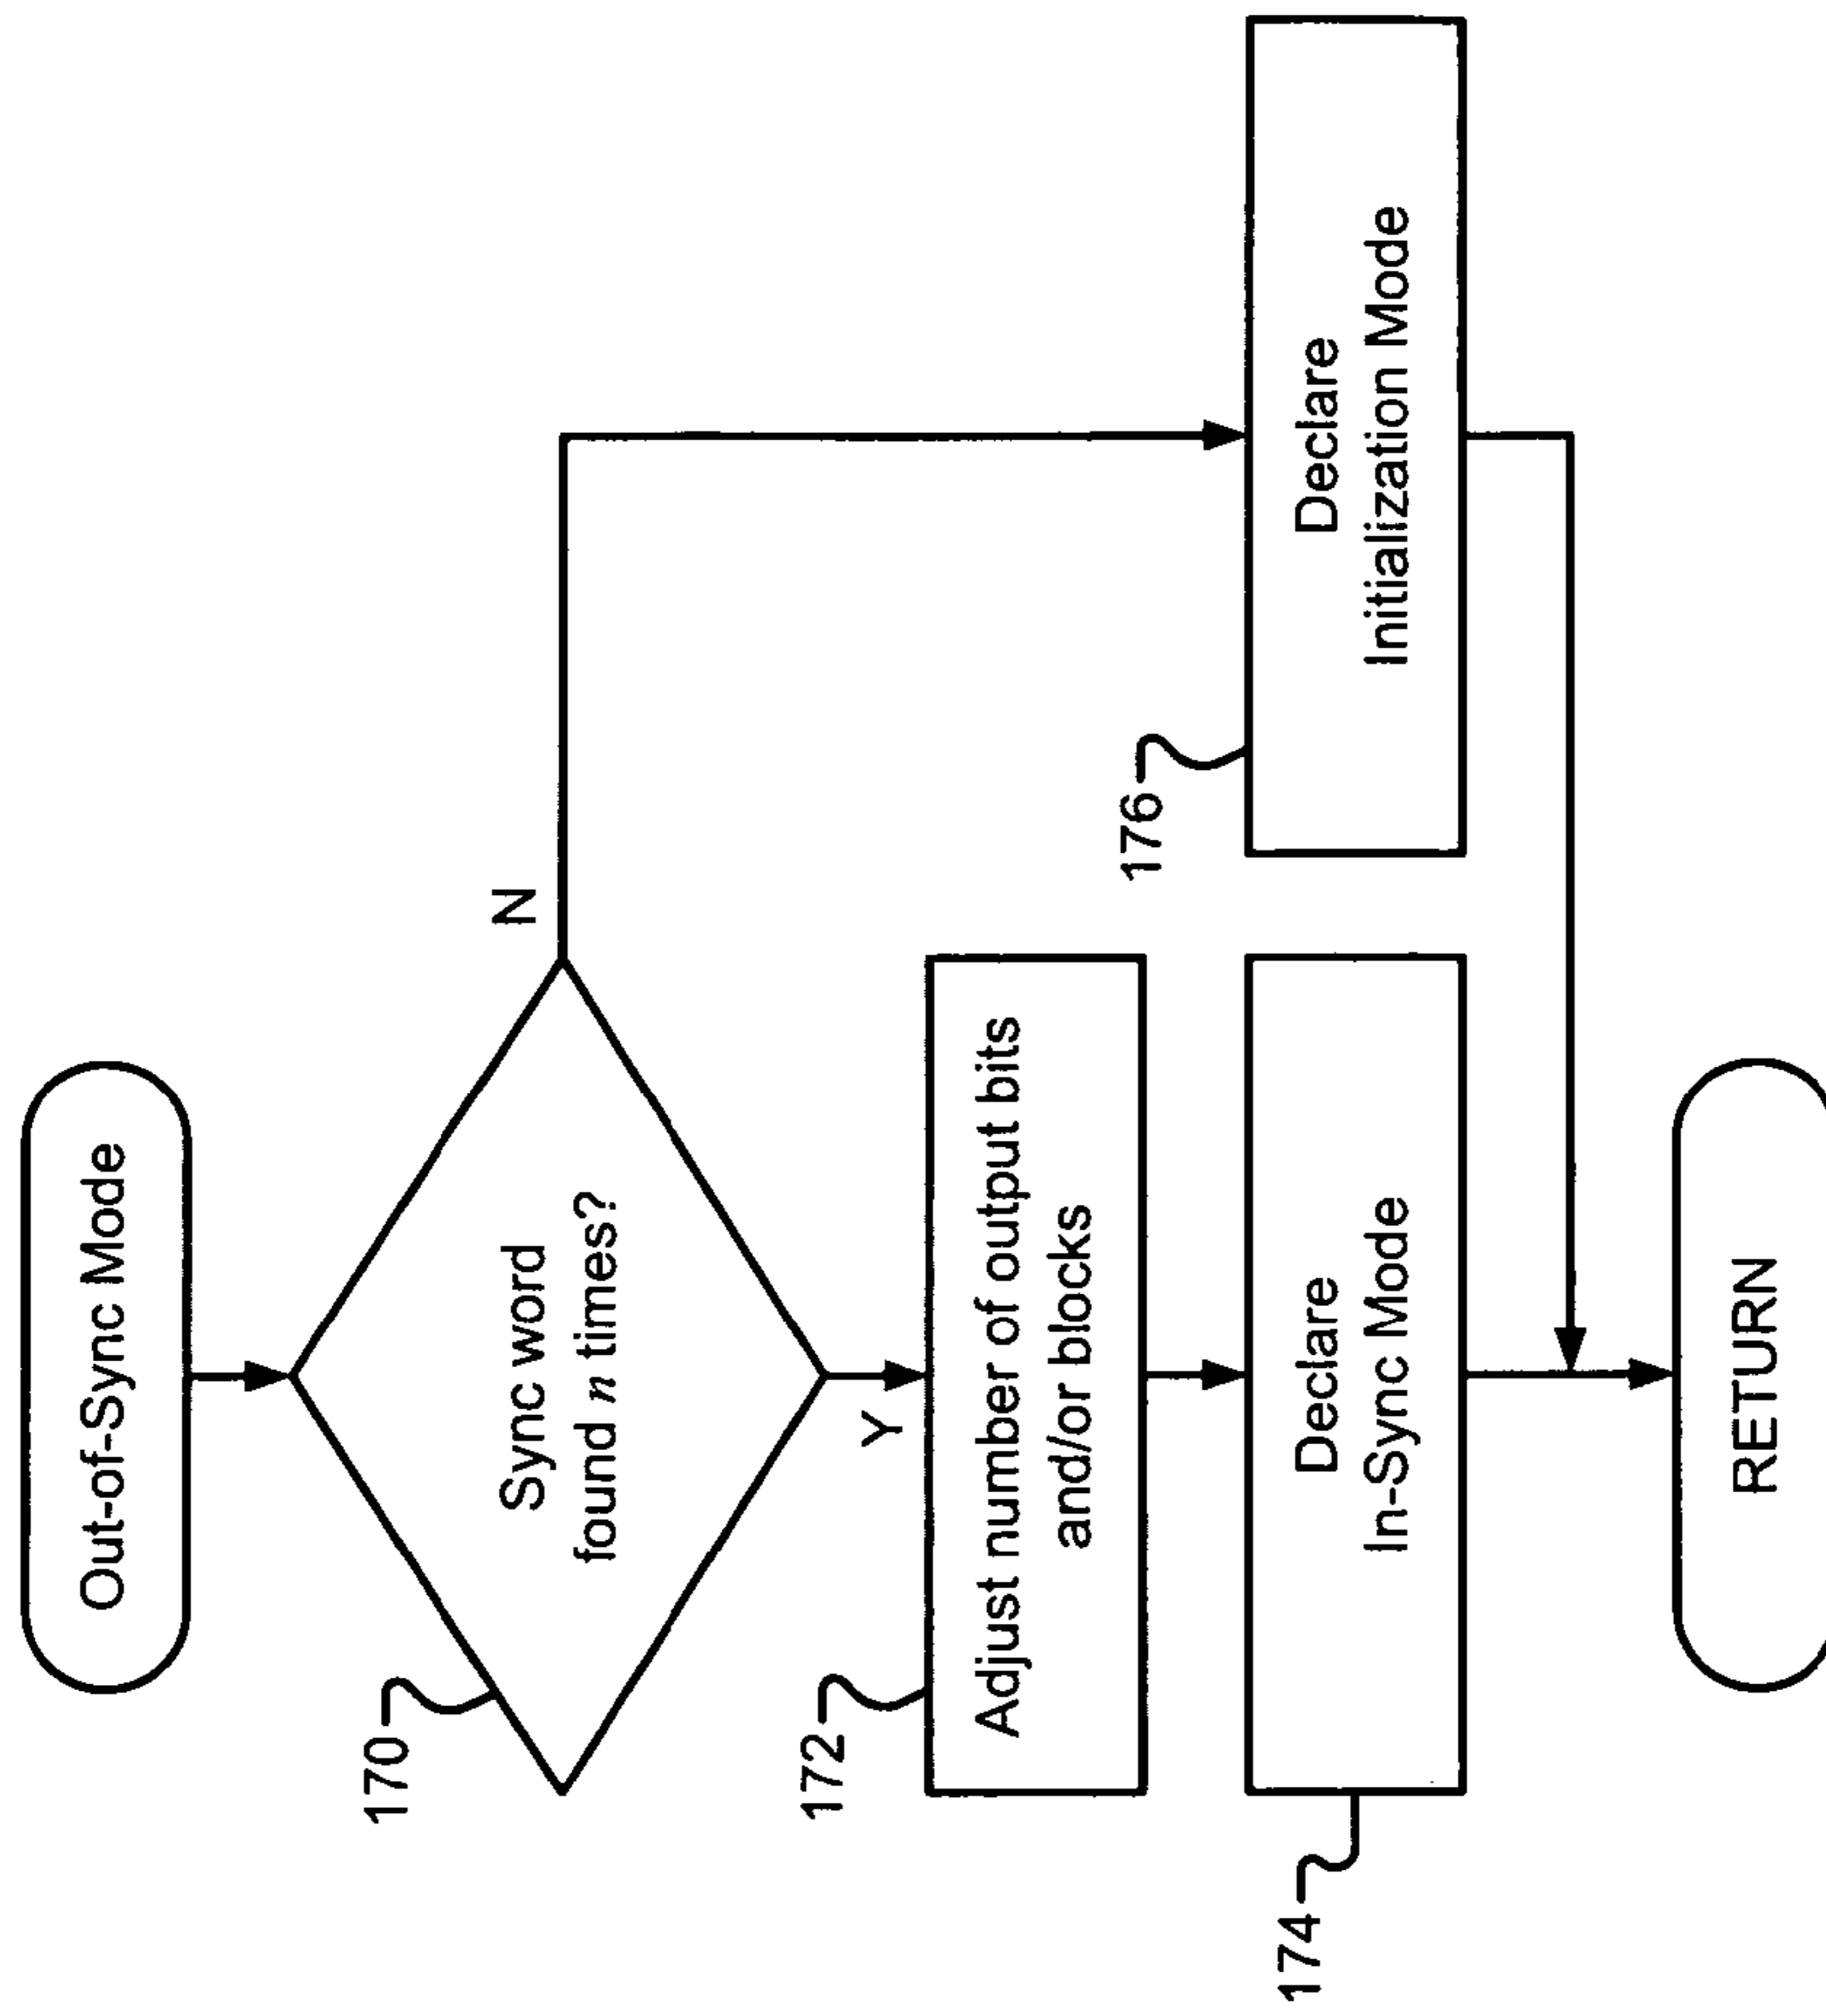 Out-of-Sync Mode
170
Sync word
found n times?
N
Y
172
Adjust number of output bits
and/or blocks
176
174
Declare
In-Sync Mode
Declare
Initialization Mode
RETURN